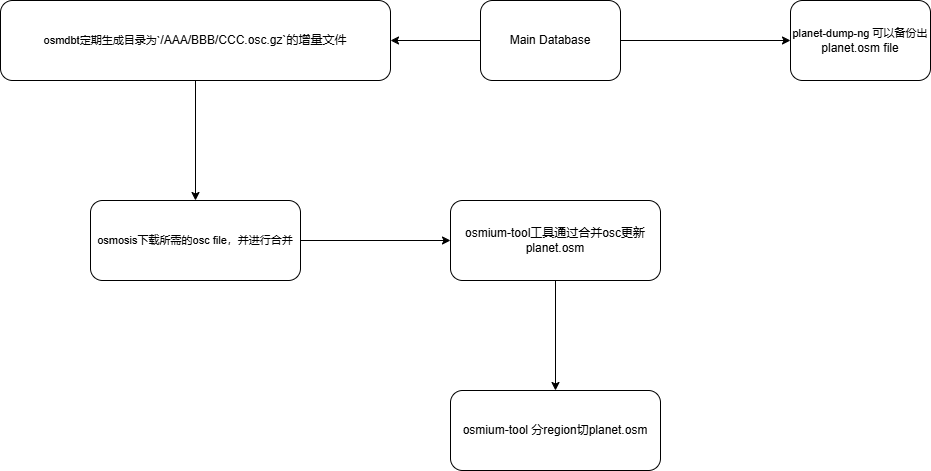 osmdbt定期生成目录为`/AAA/BBB/CCC.osc.gz`的增量文件
Main Database
planet-dump-ng 可以备份出
planet.osm file
osmosis下载所需的osc file，并进行合并
osmium-tool工具通过合并osc更新
planet.osm
osmium-tool 分region切planet.osm